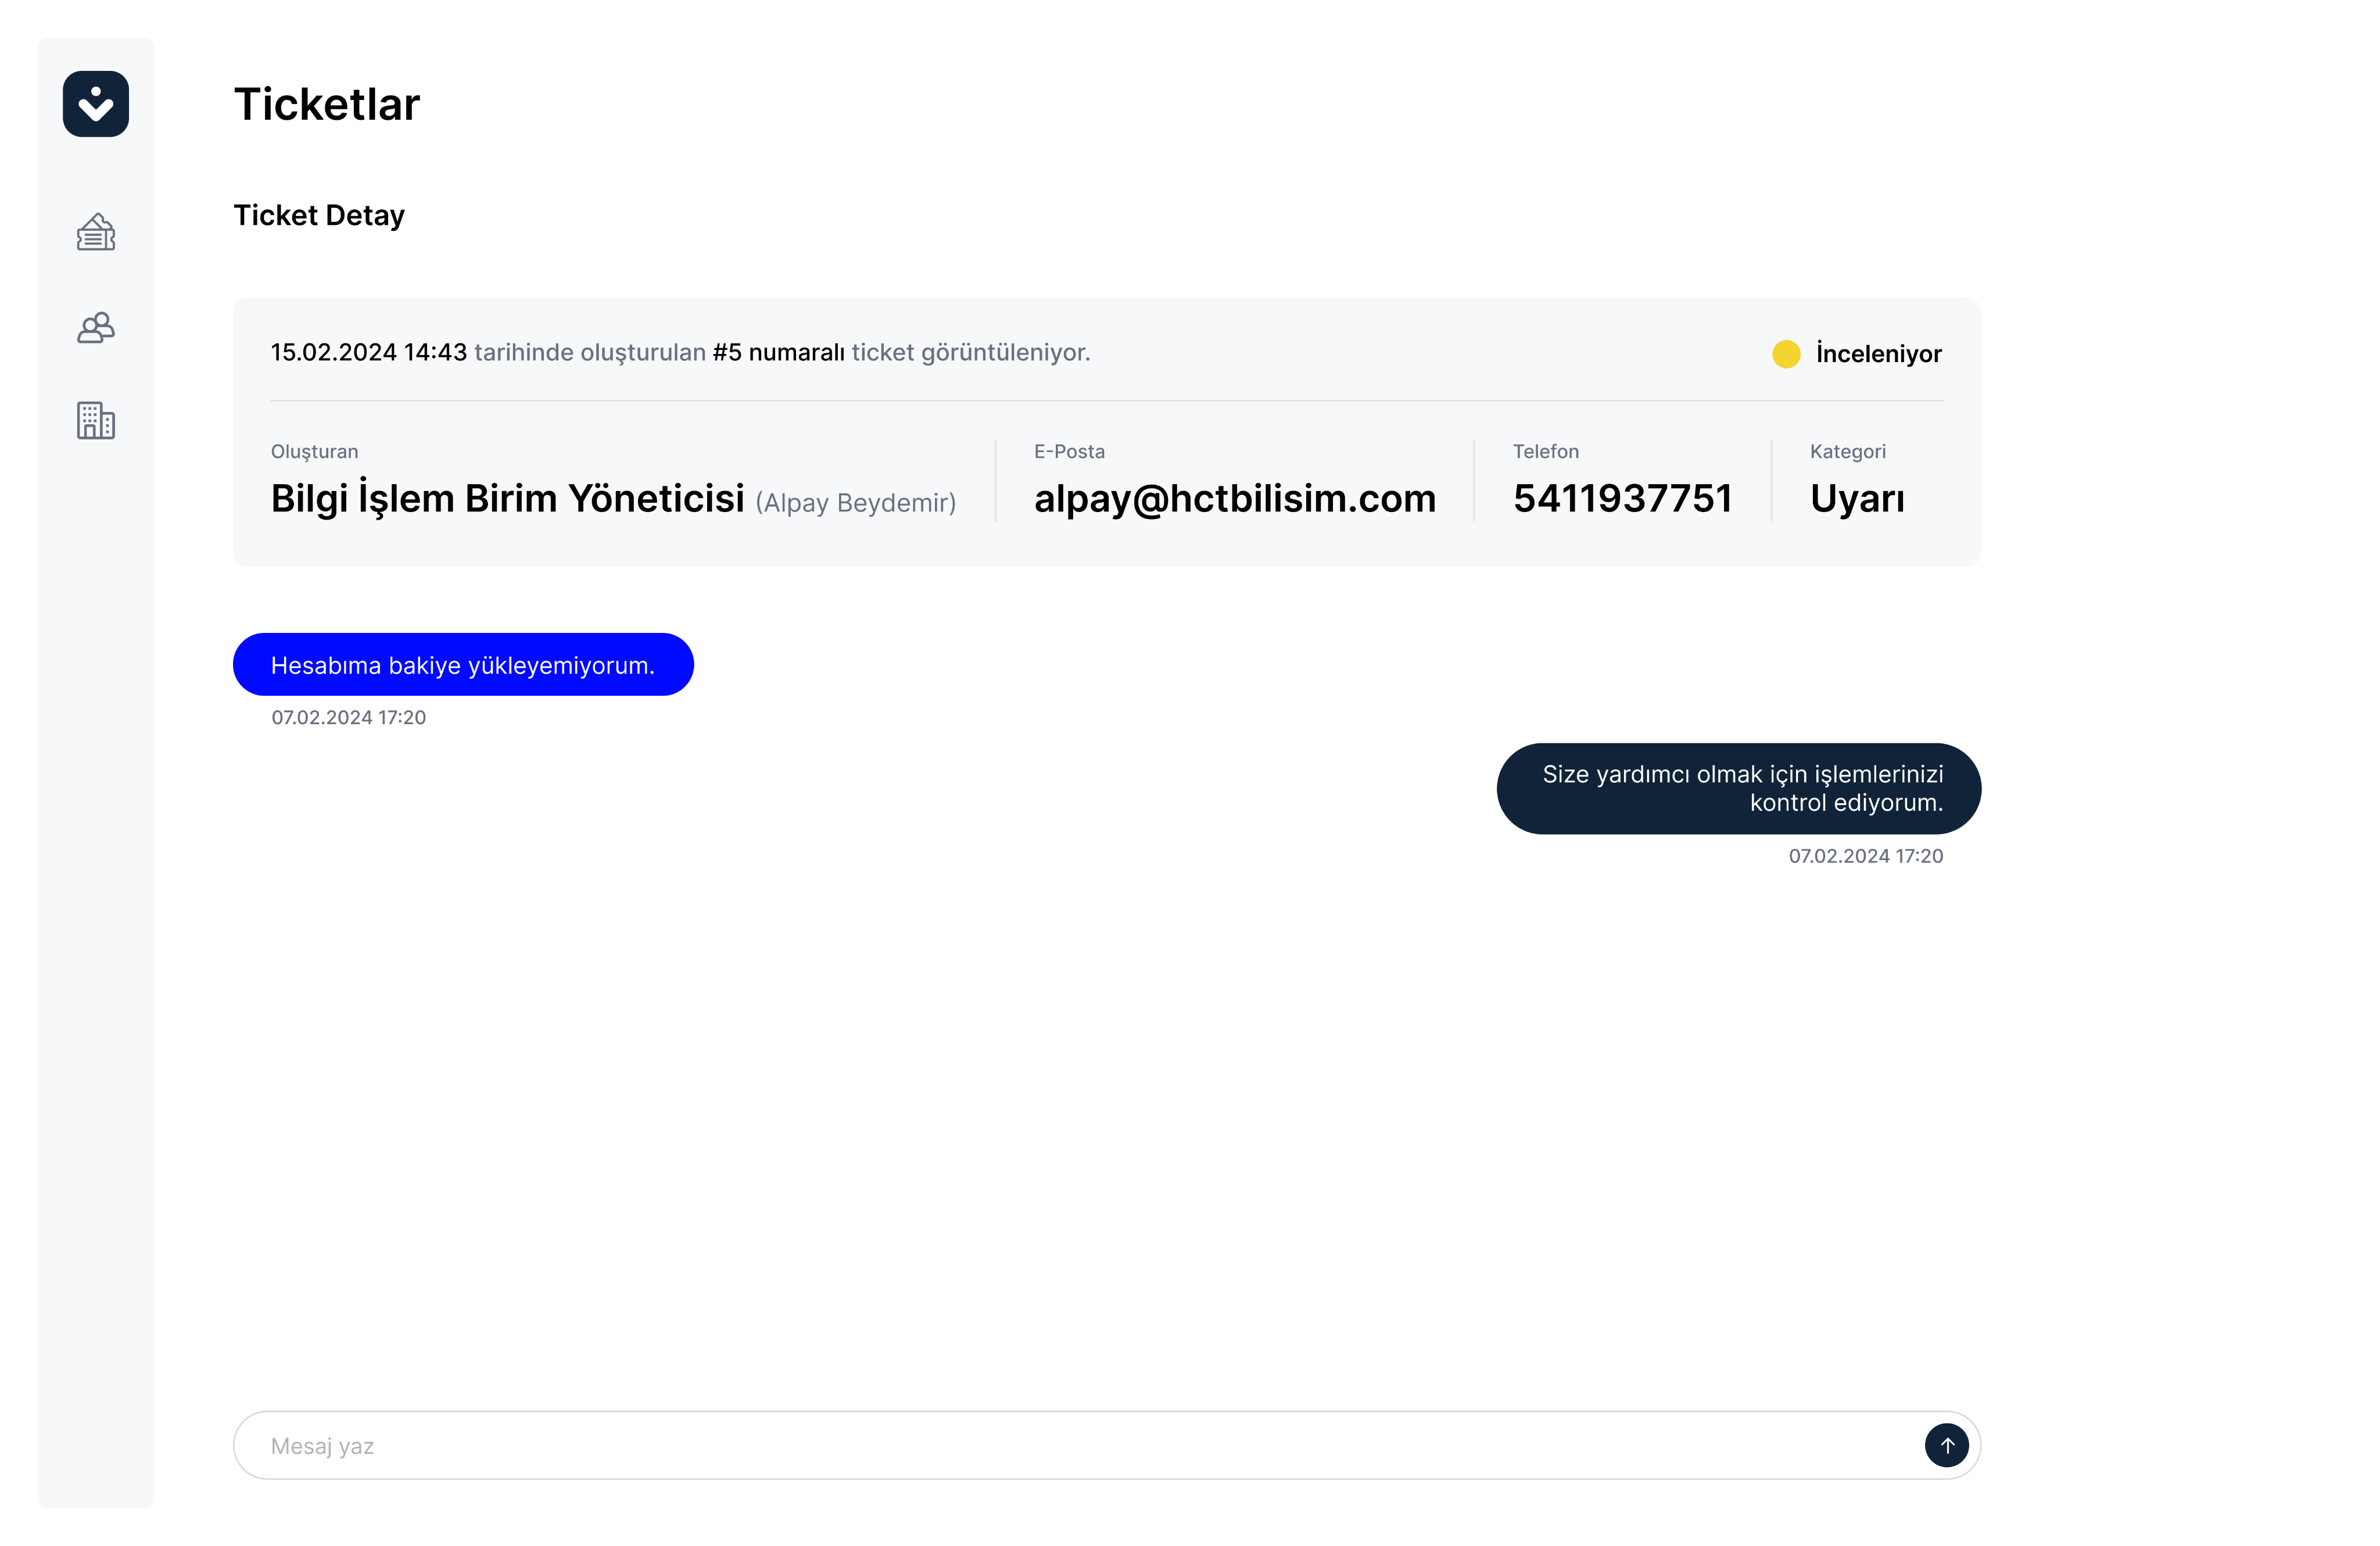 Ticketlar
Ticket Detay
15.02.2024 14:43 tarihinde oluşturulan #5 numaralı ticket görüntüleniyor.
İnceleniyor
Oluşturan
Bilgi İşlem Birim Yöneticisi (Alpay Beydemir)
E-Posta
alpay@hctbilisim.com
Telefon
5411937751
Kategori
Uyarı
Hesabıma bakiye yükleyemiyorum.
07.02.2024 17:20
Size yardımcı olmak için işlemlerinizi
kontrol ediyorum.
07.02.2024 17:20
Mesaj yaz